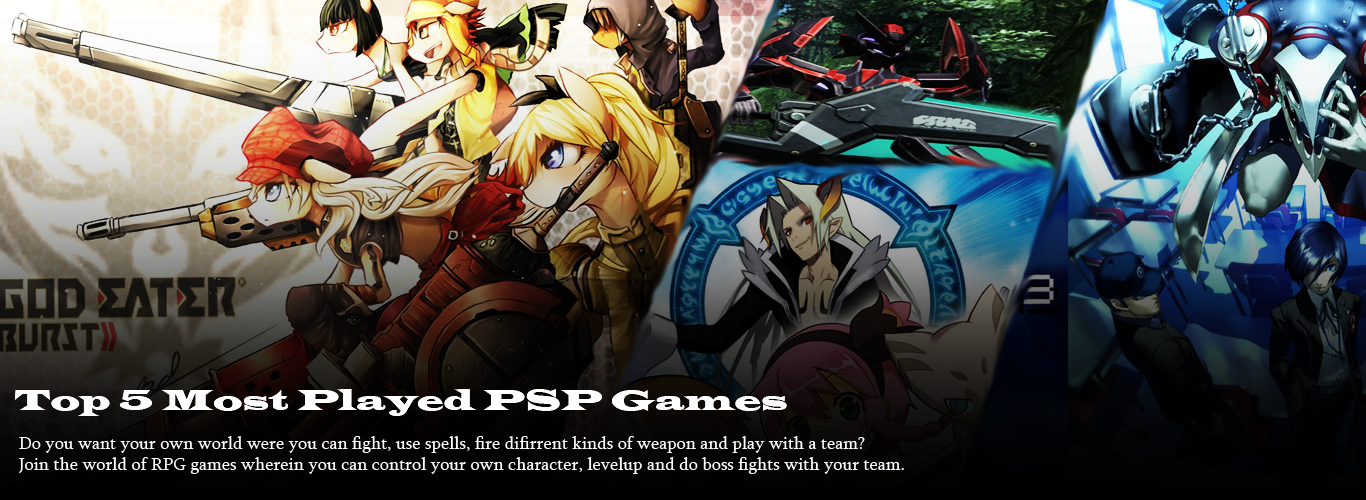 GOD EATER
BURST
3
Top 5 Most Played PSP Games
Do you want your own world were you can fight, use spells, fire difirrent kinds of weapon and play with a team?
Join the world of RPG games wherein you can control your own character, levelup and do boss fights with your team.